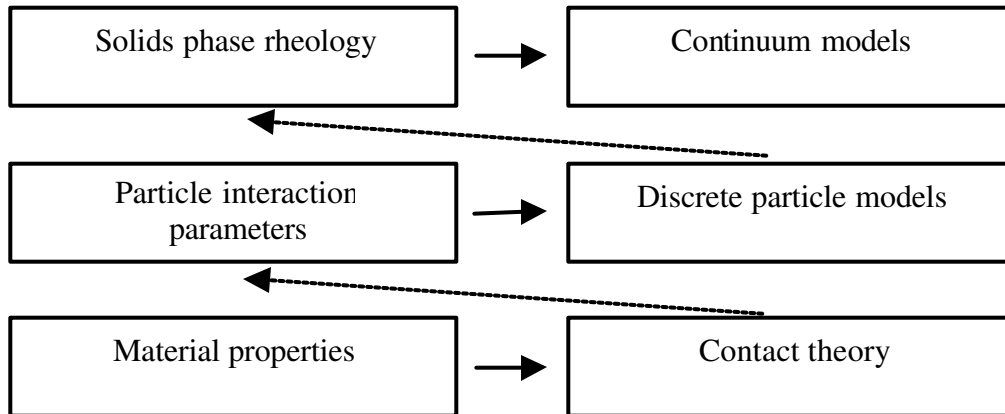 Solids phase rheology
Continuum models
Particle interaction
parameters
Discrete particle models
Material properties
Contact theory